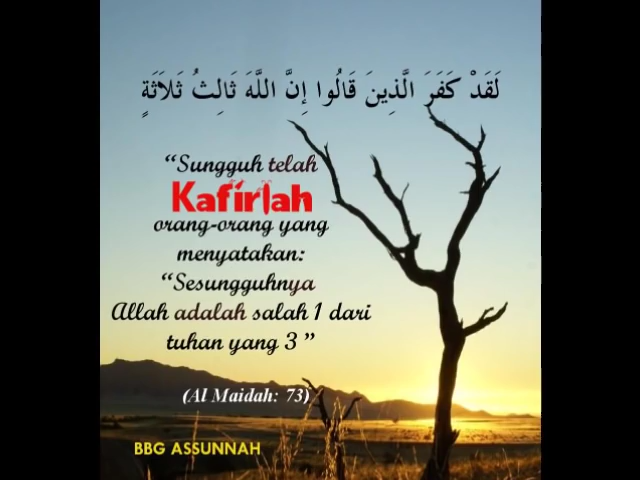 لَقَدْ كَفَرَ الَّذِينَ قَالُوا إِنَّ اللَّهَ ثَالِثُ ثَلَاثَةٍ
“Sungguh telah
Kafirlah
orang-orang yang
menyatakan:
“Sesungguhnya
Allah adalah salah 1 dari
tuhan yang 3 ”
(Al Maidah: 73)
BBG ASSUNNAH